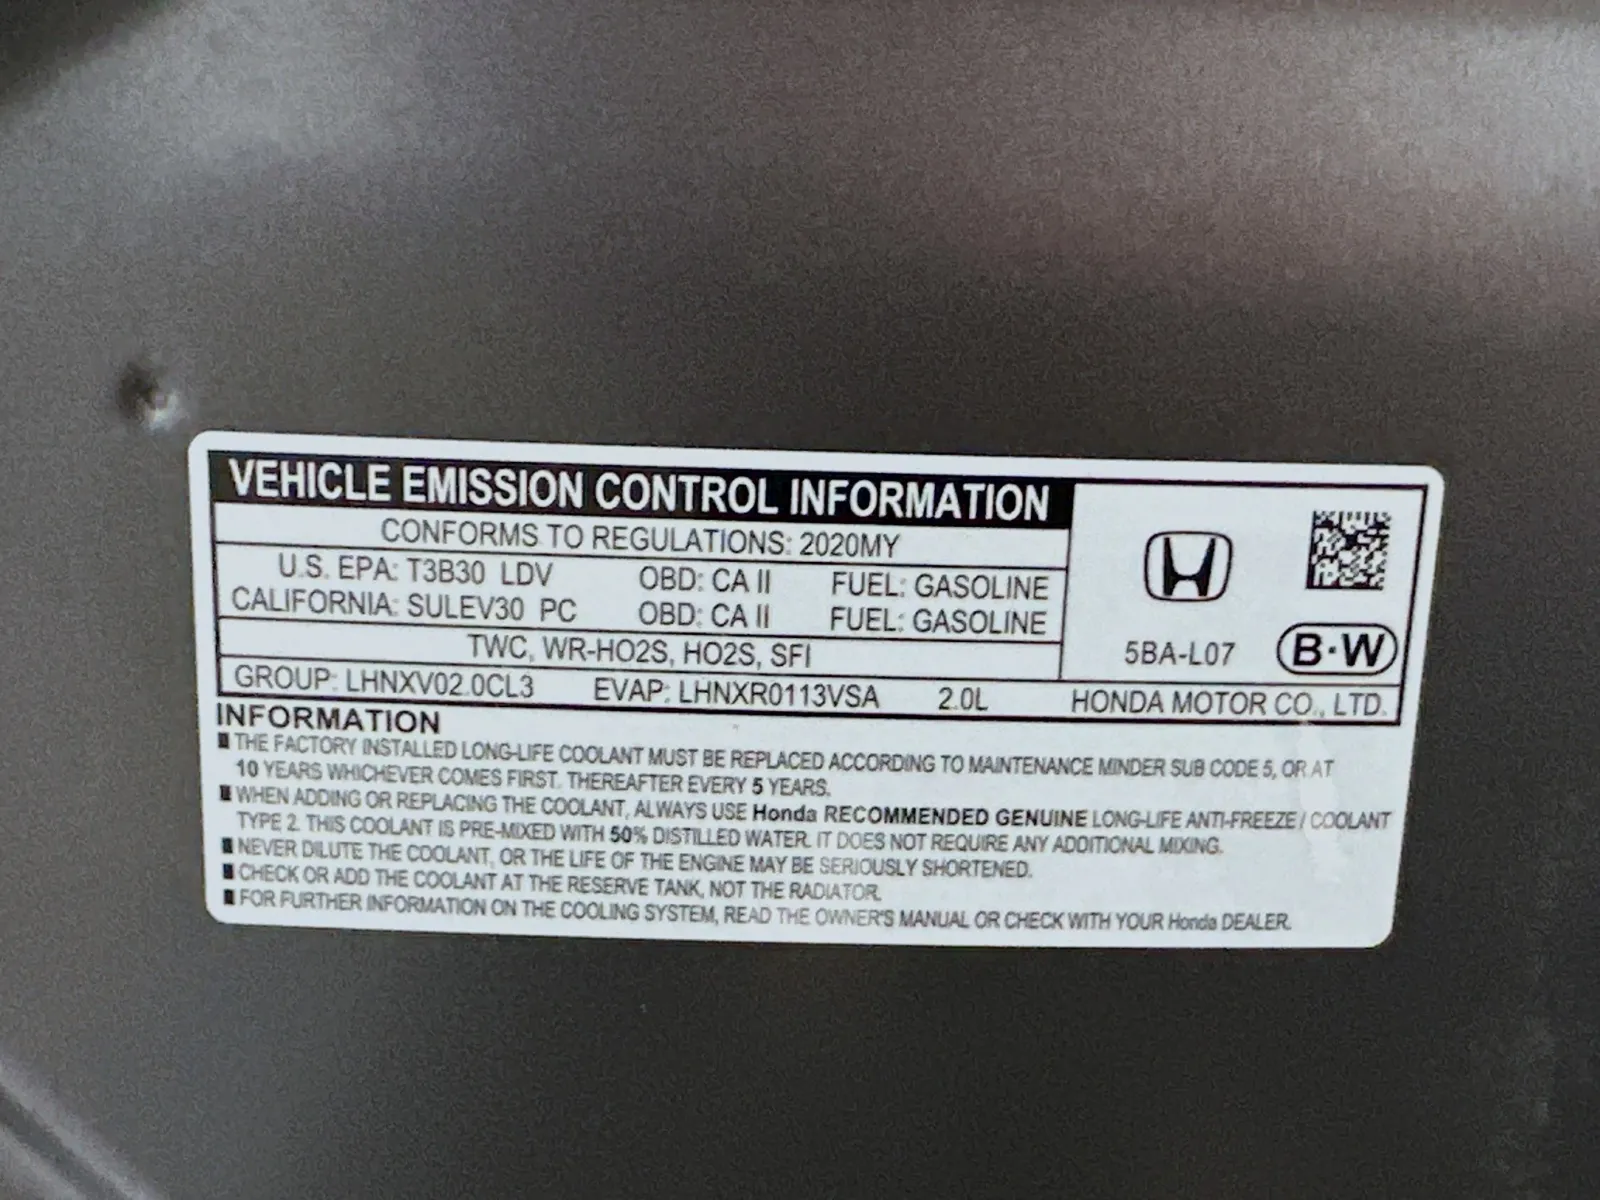 VEHICLE EMISSION CONTROL INFORMATION
CONFORMS TO REGULATIONS: 2020MY
U.S. EPA: T3B30 LDV OBD: CA II FUEL: GASOLINE
CALIFORNIA: SULEV30 PC OBD: CA II FUEL: GASOLINE
TWC, WR-HO2S, HO2S, SFI
5BA-L07 B·W
GROUP: LHNXV02.0CL3 EVAP: LHNXR0113VSA 2.0L HONDA MOTOR CO., LTD.
INFORMATION
■ THE FACTORY INSTALLED LONG-LIFE COOLANT MUST BE REPLACED ACCORDING TO MAINTENANCE MINDER SUB CODE 5, OR AT
10 YEARS WHICHEVER COMES FIRST. THEREAFTER EVERY 5 YEARS.
■ WHEN ADDING OR REPLACING THE COOLANT, ALWAYS USE Honda RECOMMENDED GENUINE LONG-LIFE ANTI-FREEZE / COOLANT
TYPE 2. THIS COOLANT IS PRE-MIXED WITH 50% DISTILLED WATER. IT DOES NOT REQUIRE ANY ADDITIONAL MIXING.
■ NEVER DILUTE THE COOLANT, OR THE LIFE OF THE ENGINE MAY BE SERIOUSLY SHORTENED.
■ CHECK OR ADD THE COOLANT AT THE RESERVE TANK, NOT THE RADIATOR.
■ FOR FURTHER INFORMATION ON THE COOLING SYSTEM, READ THE OWNER'S MANUAL OR CHECK WITH YOUR Honda DEALER.